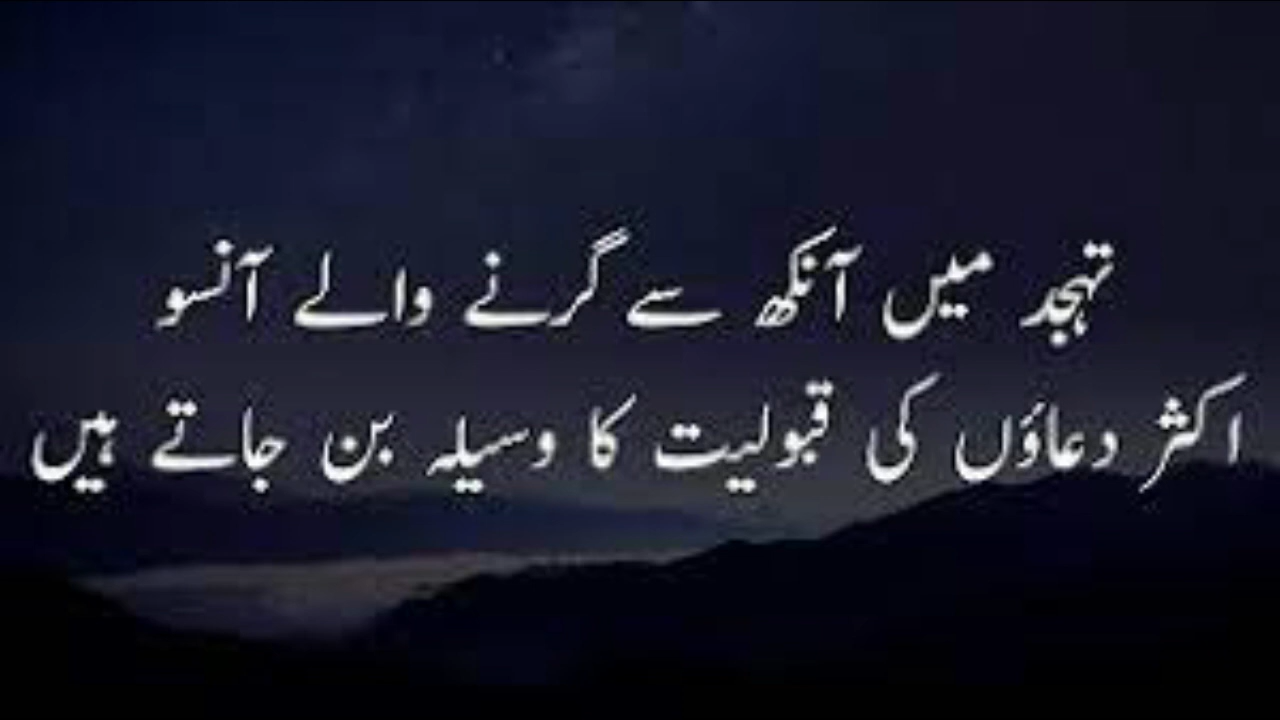 تہجد میں آنکھ سے گرنے والے آنسو
اکثر دعاؤں کی قبولیت کا وسیلہ بن جاتے ہیں